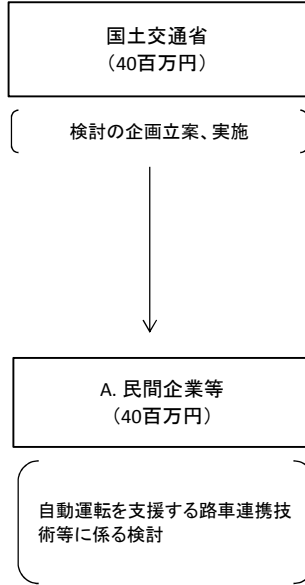 国土交通省
（40百万円）
検討の企画立案、実施
A. 民間企業等
（40百万円）
自動運転を支援する路車連携技
術等に係る検討